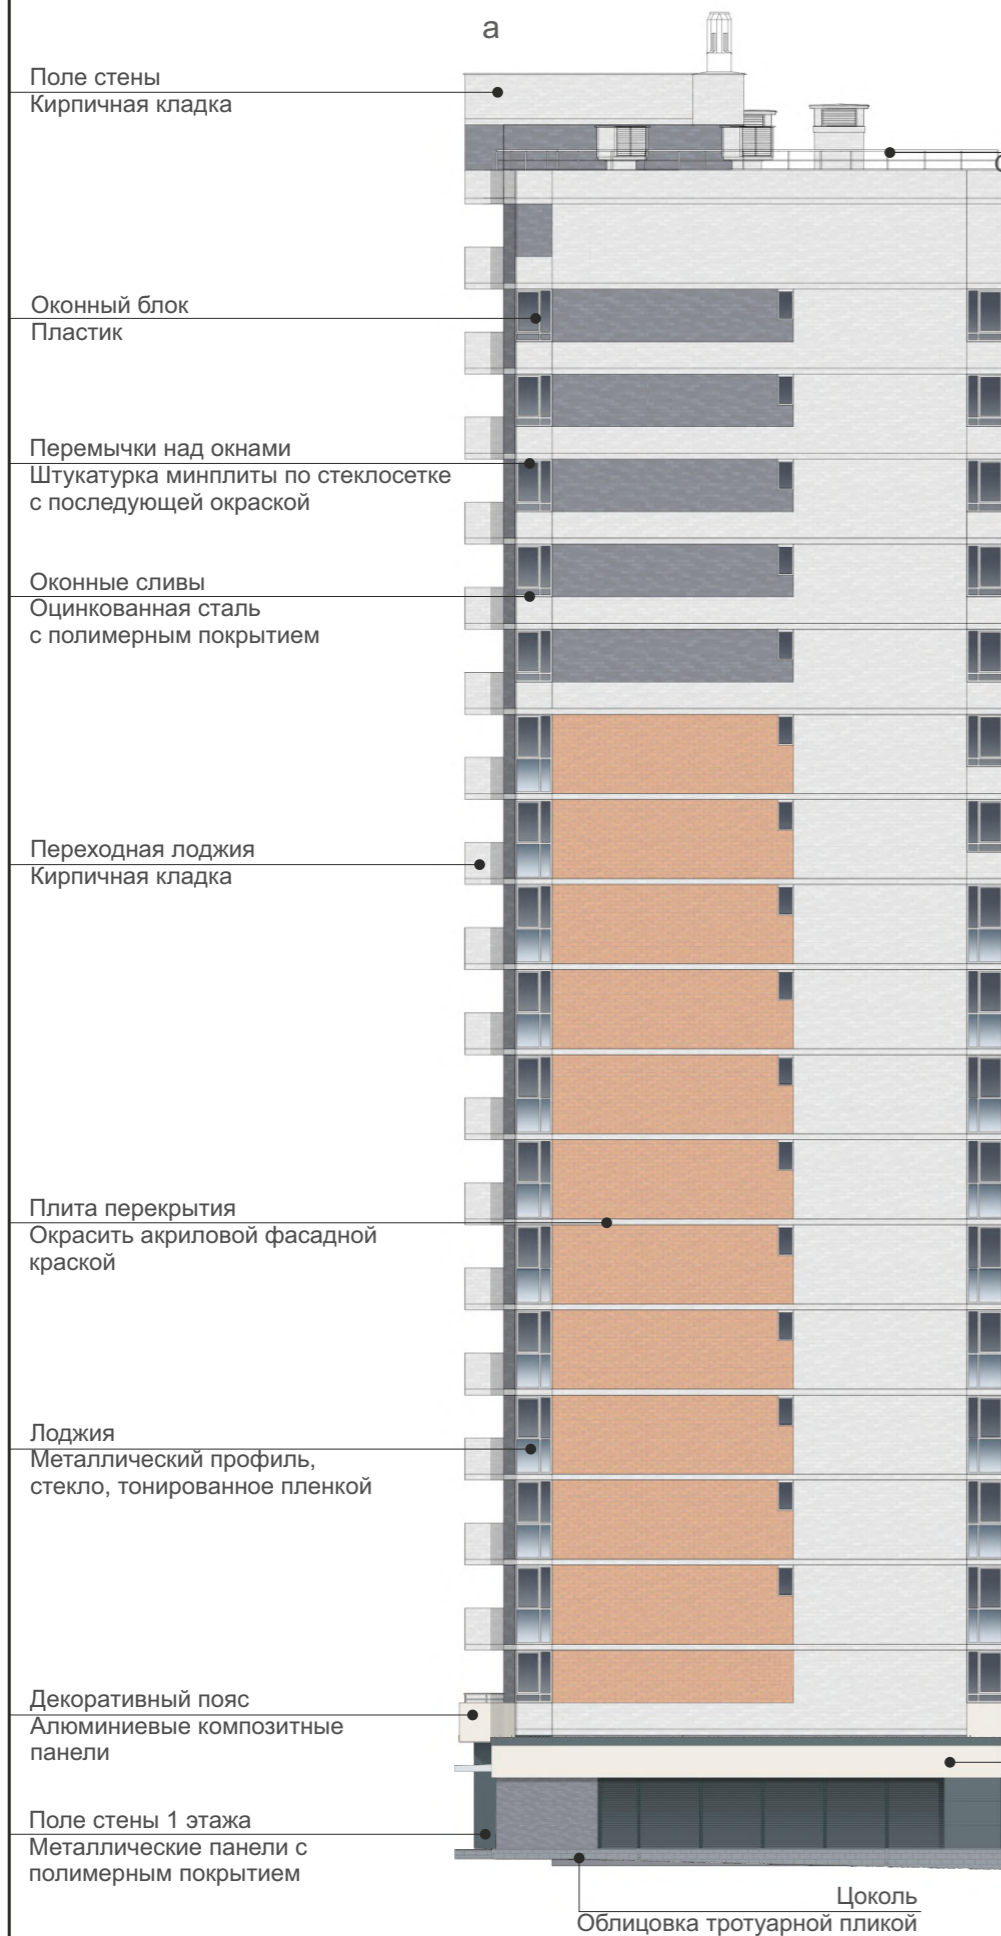 а
Поле стены
Кирпичная кладка
Оконный блок
Пластик
Перемычки над окнами
Штукатурка минплиты по стеклосетке
с последующей окраской
Оконные сливы
Оцинкованная сталь
с полимерным покрытием
Переходная лоджия
Кирпичная кладка
Плита перекрытия
Окрасить акриловой фасадной
краской
Лоджия
Металлический профиль,
стекло, тонированное пленкой
Декоративный пояс
Алюминиевые композитные
панели
Поле стены 1 этажа
Металлические панели с
полимерным покрытием
Цоколь
Облицовка тротуарной пликой